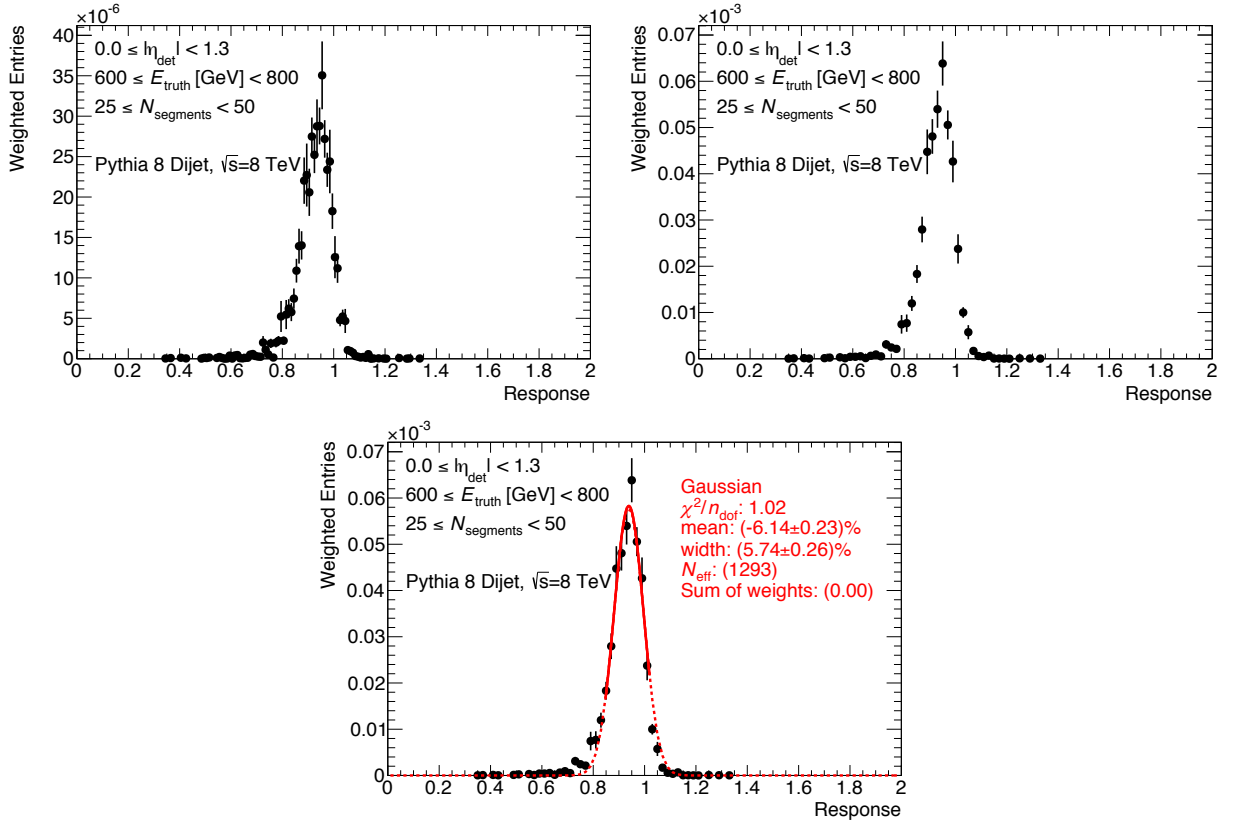 ×10⁻⁶
Weighted Entries
40
35
30
25
20
15
10
5
0
0.0 ≤ |η_det| < 1.3
600 ≤ E_truth [GeV] < 800
25 ≤ N_segments < 50
Pythia 8 Dijet, √s=8 TeV
0 0.2 0.4 0.6 0.8 1 1.2 1.4 1.6 1.8 2
Response
×10⁻³
Weighted Entries
0.07
0.06
0.05
0.04
0.03
0.02
0.01
0
0.0 ≤ |η_det| < 1.3
600 ≤ E_truth [GeV] < 800
25 ≤ N_segments < 50
Pythia 8 Dijet, √s=8 TeV
0 0.2 0.4 0.6 0.8 1 1.2 1.4 1.6 1.8 2
Response
×10⁻³
Weighted Entries
0.07
0.06
0.05
0.04
0.03
0.02
0.01
0
0.0 ≤ |η_det| < 1.3
600 ≤ E_truth [GeV] < 800
25 ≤ N_segments < 50
Pythia 8 Dijet, √s=8 TeV
Gaussian
χ²/n_dof: 1.02
mean: (-6.14±0.23)%
width: (5.74±0.26)%
N_eff: (1293)
Sum of weights: (0.00)
0 0.2 0.4 0.6 0.8 1 1.2 1.4 1.6 1.8 2
Response